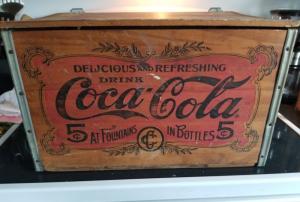 DELICIOUS AND REFRESHING
DRINK
Coca-Cola
5¢ AT FOUNTAINS IN BOTTLES 5¢
CC